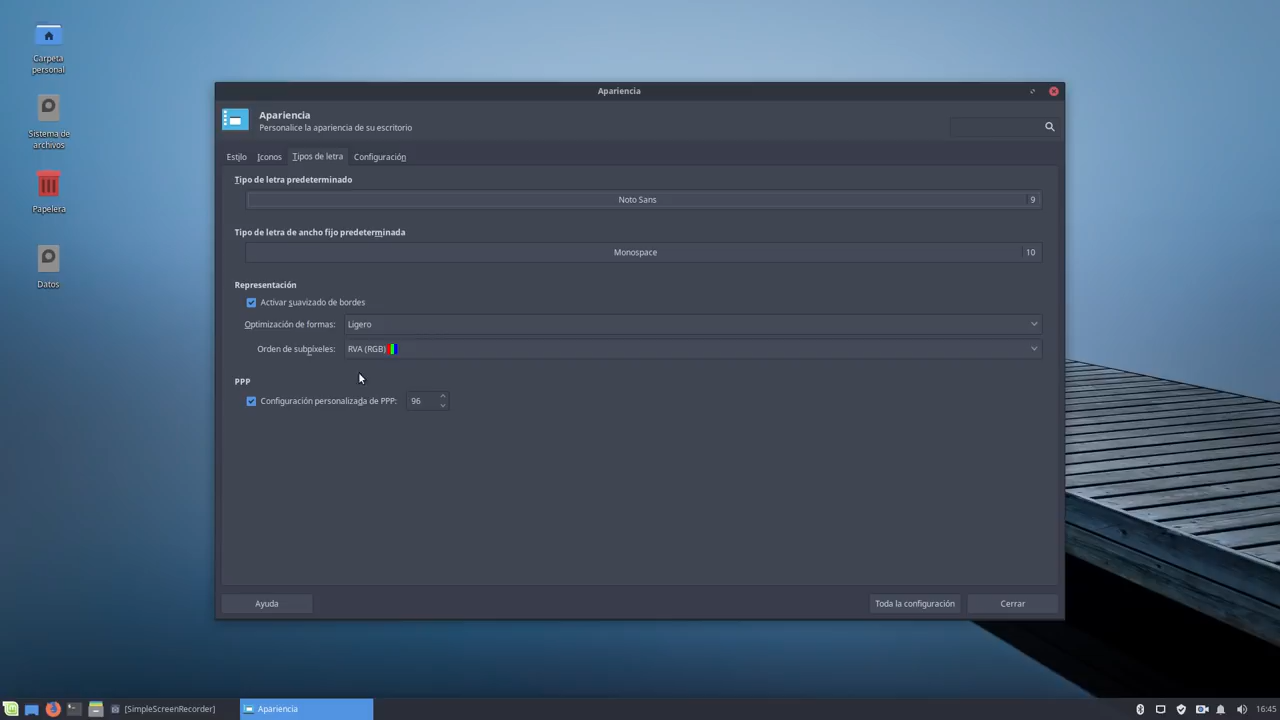 Carpeta
personal
Sistema de
archivos
Papelera
Datos
Apariencia
Apariencia
Personalice la apariencia de su escritorio
Estilo Iconos Tipos de letra Configuración
Tipo de letra predeterminado
Noto Sans 9
Tipo de letra de ancho fijo predeterminada
Monospace 10
Representación
Activar suavizado de bordes
Optimización de formas: Ligero
Orden de subpíxeles: RVA (RGB)
PPP
Configuración personalizada de PPP: 96
Ayuda Toda la configuración Cerrar
[SimpleScreenRecorder] Apariencia 16:45